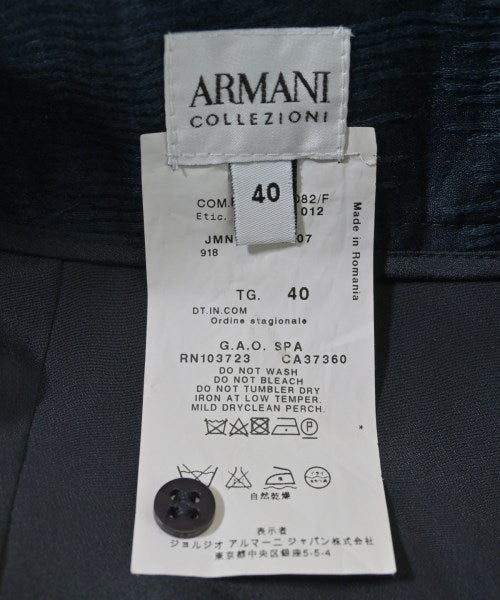 ARMANI
COLLEZIONI
40
COM. 082/F
Etic. 012
JMN 07
918
Made in Romania
TG. 40
DT.IN.COM
Ordine stagionale
G.A.O. SPA
RN103723 CA37360
DO NOT WASH
DO NOT BLEACH
DO NOT TUMBLER DRY
IRON AT LOW TEMPER.
MILD DRYCLEAN PERCH.
P
*
自然乾燥
表示者
ジョルジオ アルマーニ ジャパン株式会社
東京都中央区銀座5-5-4